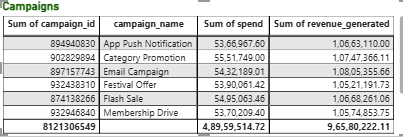 Campaigns
Sum of campaign_id campaign_name Sum of spend Sum of revenue_generated
894940830 App Push Notification 53,66,967.60 1,06,63,110.00
902829894 Category Promotion 55,51,749.00 1,07,47,366.11
897157743 Email Campaign 54,32,189.01 1,08,05,355.66
932438310 Festival Offer 53,90,061.42 1,05,21,191.73
874138266 Flash Sale 54,95,063.46 1,06,68,261.06
932946840 Membership Drive 53,70,209.40 1,05,74,853.75
8121306549 4,89,59,514.72 9,65,80,222.11